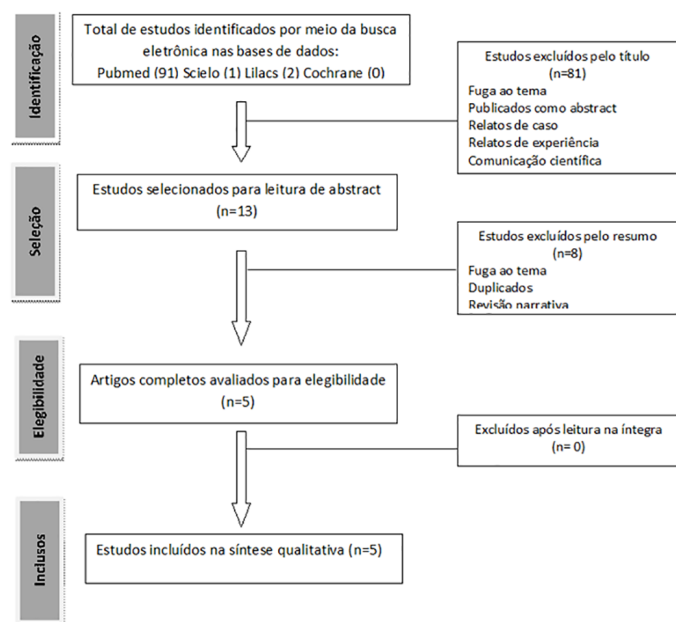 Identificação
Total de estudos identificados por meio da busca
eletrônica nas bases de dados:
Pubmed (91) Scielo (1) Lilacs (2) Cochrane (0)
Estudos excluídos pelo título
(n=81)
Fuga ao tema
Publicados como abstract
Relatos de caso
Relatos de experiência
Comunicação científica
Seleção
Estudos selecionados para leitura de abstract
(n=13)
Estudos excluídos pelo resumo
(n=8)
Fuga ao tema
Duplicados
Revisão narrativa
Elegibilidade
Artigos completos avaliados para elegibilidade
(n=5)
Excluídos após leitura na íntegra
(n= 0)
Inclusos
Estudos incluídos na síntese qualitativa (n=5)